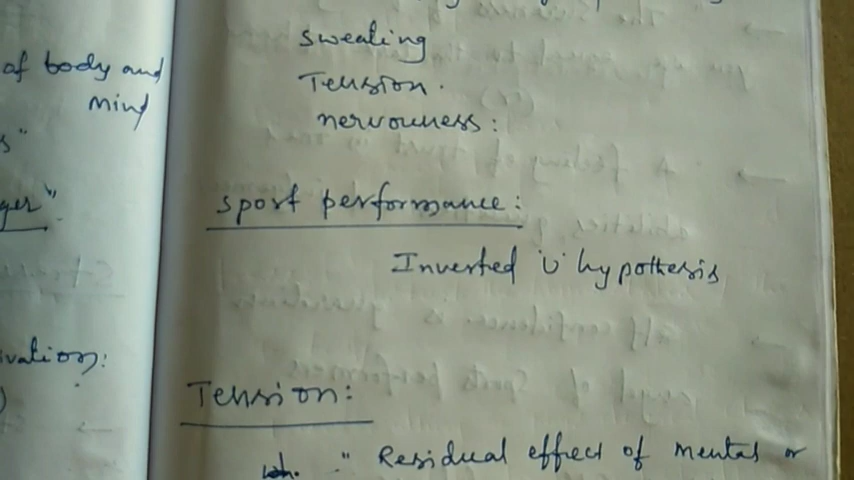 of body and
mind
sweating
Tension.
nervousness:
sport performance:
Inverted 'U' hypothesis
Tension:
" Residual effect of mental or